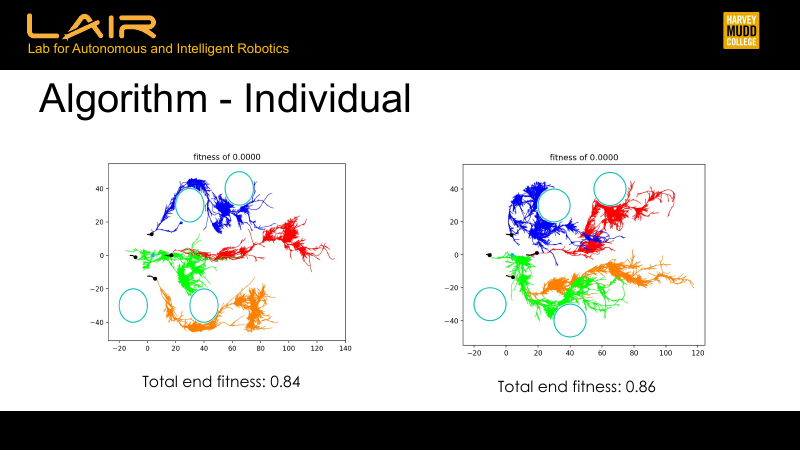 LAIR
Lab for Autonomous and Intelligent Robotics
HARVEY
MUDD
COLLEGE
Algorithm - Individual
fitness of 0.0000
40
20
0
−20
−40
−20 0 20 40 60 80 100 120 140
Total end fitness: 0.84
fitness of 0.0000
40
20
0
−20
−40
−20 0 20 40 60 80 100 120
Total end fitness: 0.86